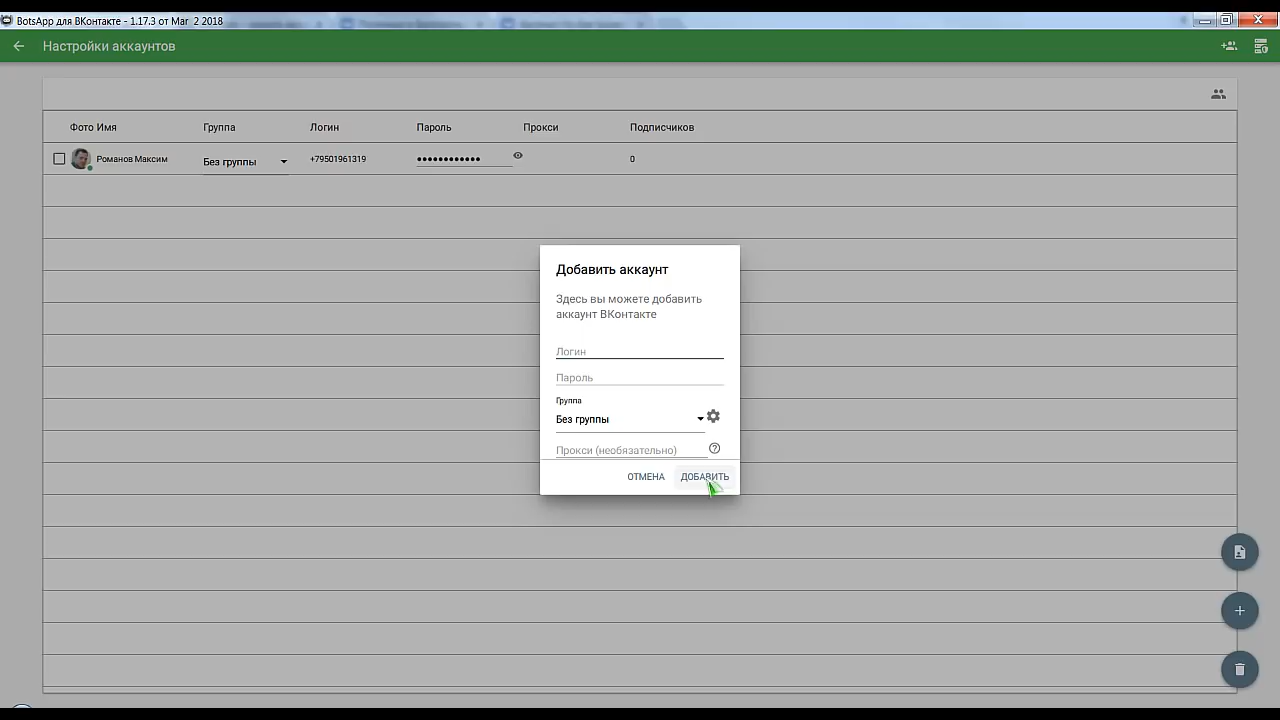 BotsApp для ВКонтакте - 1.17.3 от Mar 2 2018
Настройки аккаунтов
Фото Имя Группа Логин Пароль Прокси Подписчиков
Романов Максим Без группы +79501961319 •••••••••••• 0
Добавить аккаунт
Здесь вы можете добавить
аккаунт ВКонтакте
Логин
Пароль
Группа
Без группы
Прокси (необязательно)
ОТМЕНА ДОБАВИТЬ